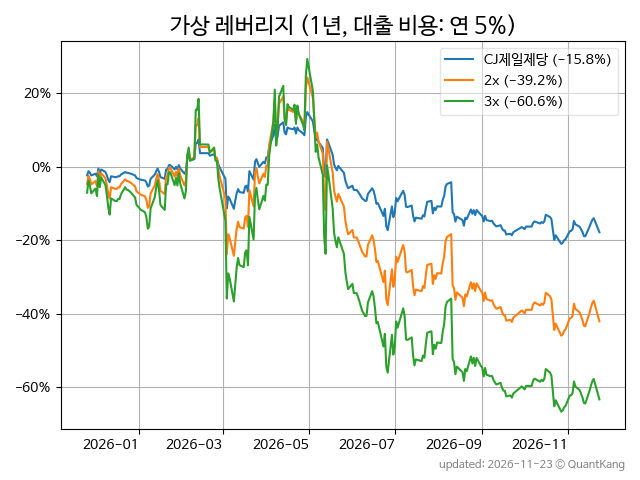 가상 레버리지 (1년, 대출 비용: 연 5%)
CJ제일제당 (-15.8%)
2x (-39.2%)
3x (-60.6%)
20%
0%
−20%
−40%
−60%
2026-01 2026-03 2026-05 2026-07 2026-09 2026-11
updated: 2026-11-23 © QuantKang